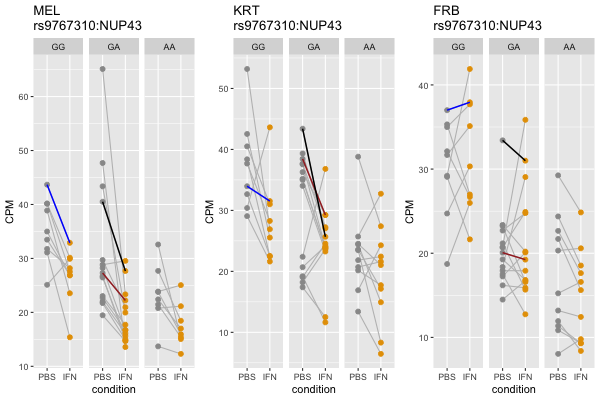 MEL
rs9767310:NUP43
GG GA AA
CPM
60
50
40
30
20
10
PBS IFN PBS IFN PBS IFN
condition
KRT
rs9767310:NUP43
GG GA AA
CPM
50
40
30
20
10
PBS IFN PBS IFN PBS IFN
condition
FRB
rs9767310:NUP43
GG GA AA
CPM
40
30
20
10
PBS IFN PBS IFN PBS IFN
condition